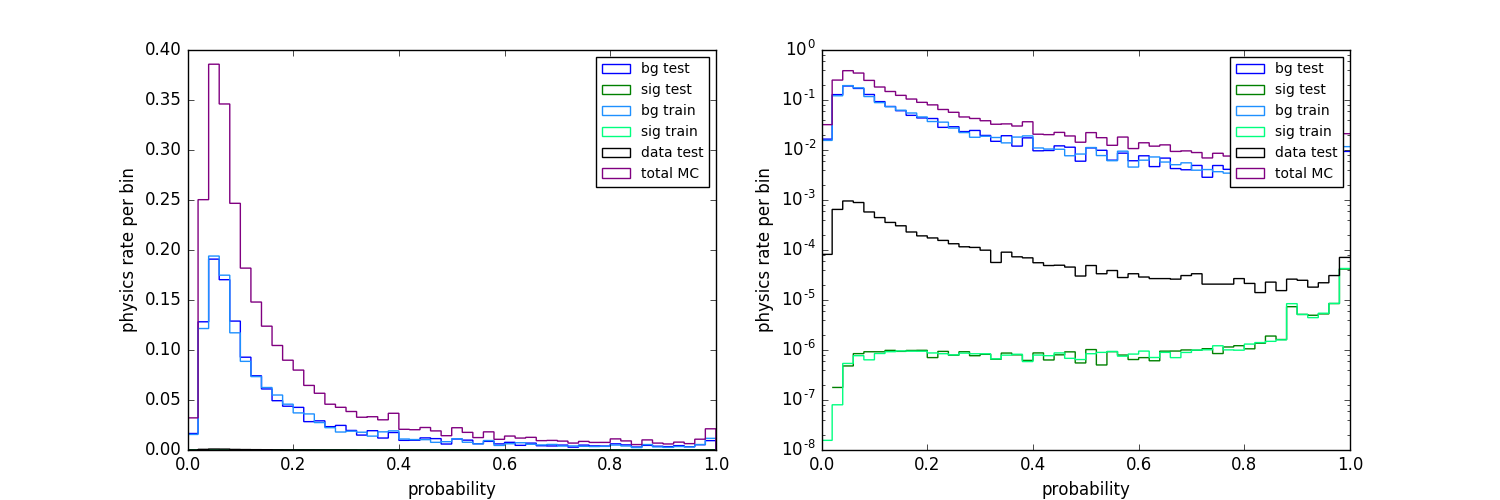 0.40
0.35
0.30
0.25
0.20
0.15
0.10
0.05
0.00
physics rate per bin
bg test
sig test
bg train
sig train
data test
total MC
0.0 0.2 0.4 0.6 0.8 1.0
probability
10^0
10^-1
10^-2
10^-3
10^-4
10^-5
10^-6
10^-7
10^-8
physics rate per bin
bg test
sig test
bg train
sig train
data test
total MC
0.0 0.2 0.4 0.6 0.8 1.0
probability